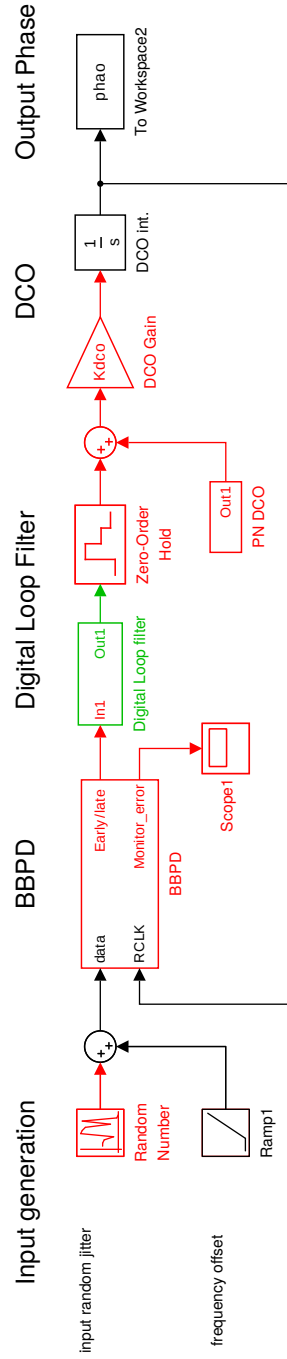 Input generation
BBPD
Digital Loop Filter
DCO
Output Phase
input random jitter
Random
Number
+
+
data
Early/late
RCLK
Monitor_error
BBPD
In1
Out1
Digital Loop filter
Zero-Order
Hold
+
+
Kdco
DCO Gain
1
s
DCO int.
phao
To Workspace2
frequency offset
Ramp1
Scope1
Out1
PN DCO